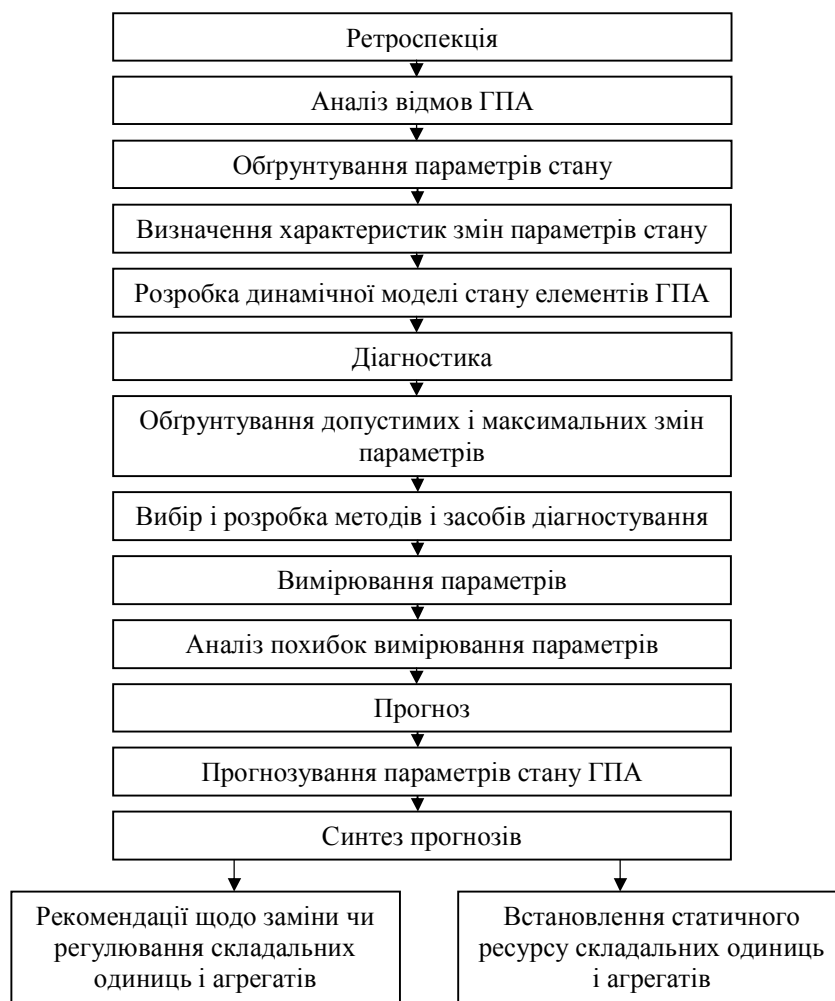 Ретроспекція
Аналіз відмов ГПА
Обґрунтування параметрів стану
Визначення характеристик змін параметрів стану
Розробка динамічної моделі стану елементів ГПА
Діагностика
Обґрунтування допустимих і максимальних змін
параметрів
Вибір і розробка методів і засобів діагностування
Вимірювання параметрів
Аналіз похибок вимірювання параметрів
Прогноз
Прогнозування параметрів стану ГПА
Синтез прогнозів
Рекомендації щодо заміни чи
регулювання складальних
одиниць і агрегатів
Встановлення статичного
ресурсу складальних одиниць
і агрегатів